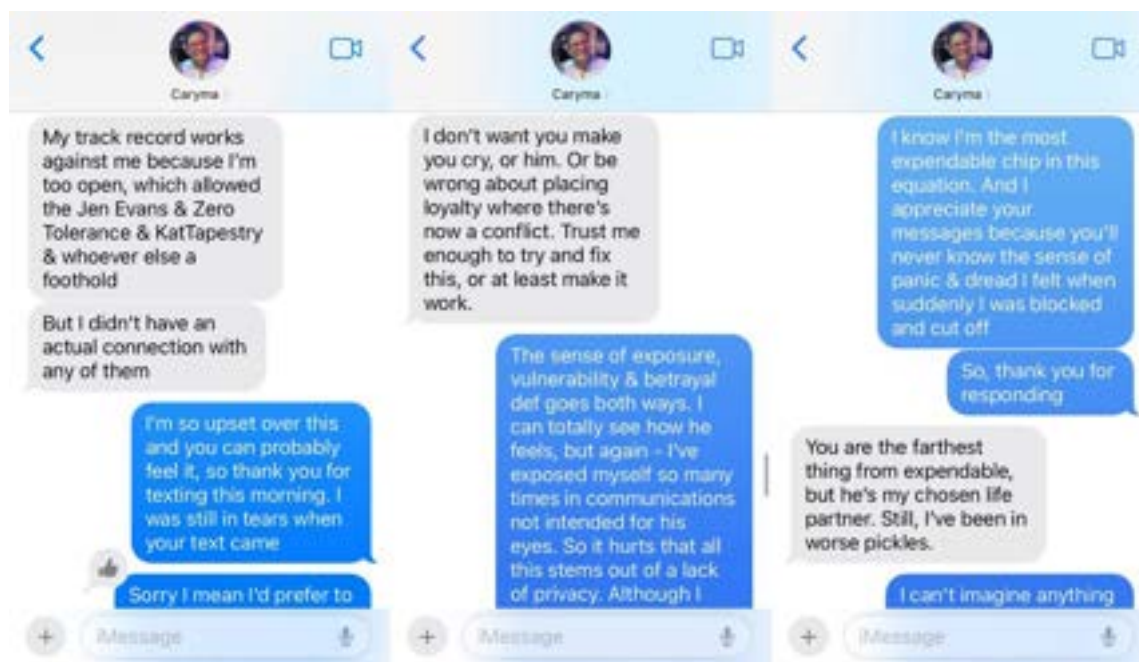 Caryma
My track record works
against me because I'm
too open, which allowed
the Jen Evans & Zero
Tolerance & KatTapestry
& whoever else a
foothold
But I didn't have an
actual connection with
any of them
I'm so upset over this
and you can probably
feel it, so thank you for
texting this morning. I
was still in tears when
your text came
Sorry I mean I'd prefer to
iMessage
Caryma
I don't want you make
you cry, or him. Or be
wrong about placing
loyalty where there's
now a conflict. Trust me
enough to try and fix
this, or at least make it
work.
The sense of exposure,
vulnerability & betrayal
def goes both ways. I
can totally see how he
feels, but again - I've
exposed myself so many
times in communications
not intended for his
eyes. So it hurts that all
this stems out of a lack
of privacy. Although I
iMessage
Caryma
I know I'm the most
expendable chip in this
equation. And I
appreciate your
messages because you'll
never know the sense of
panic & dread I felt when
suddenly I was blocked
and cut off
So, thank you for
responding
You are the farthest
thing from expendable,
but he's my chosen life
partner. Still, I've been in
worse pickles.
I can't imagine anything
iMessage